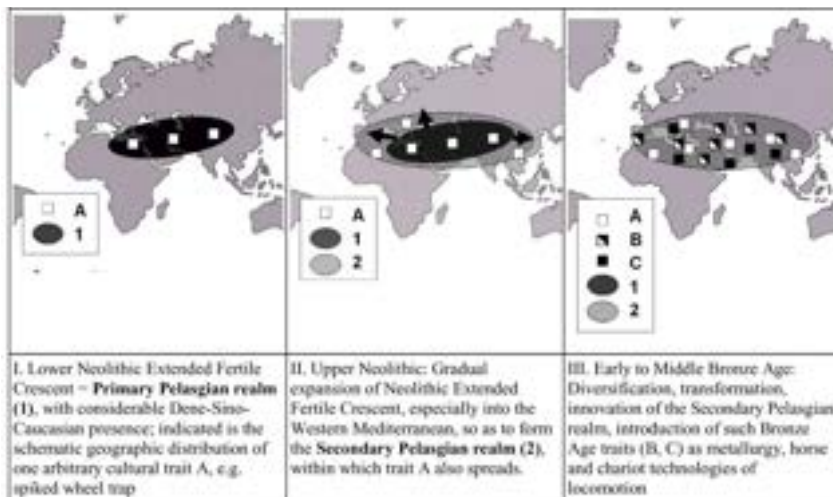 A
1
A
1
2
A
B
C
1
2
I. Lower Neolithic Extended Fertile
Crescent = Primary Pelasgian realm
(1), with considerable Dene-Sino-
Caucasian presence; indicated is the
schematic geographic distribution of
one arbitrary cultural trait A, e.g.
spiked wheel trap
II. Upper Neolithic: Gradual
expansion of Neolithic Extended
Fertile Crescent, especially into the
Western Mediterranean, so as to form
the Secondary Pelasgian realm (2),
within which trait A also spreads.
III. Early to Middle Bronze Age:
Diversification, transformation,
innovation of the Secondary Pelasgian
realm, introduction of such Bronze
Age traits (B, C) as metallurgy, horse
and chariot technologies of
locomotion